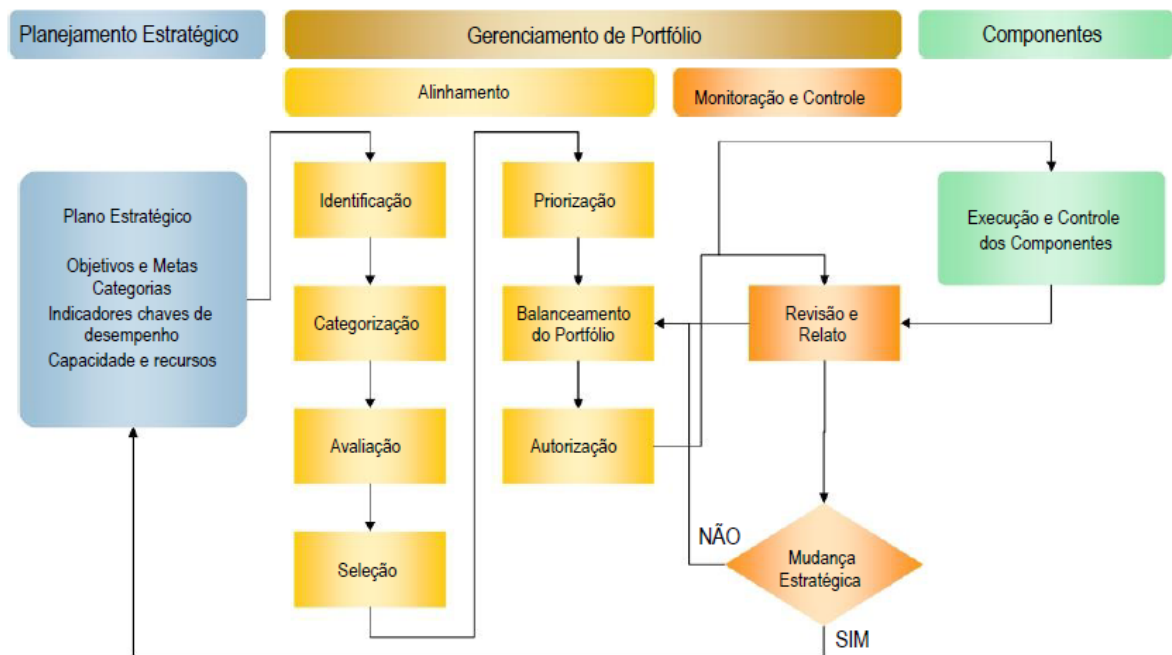 Planejamento Estratégico
Gerenciamento de Portfólio
Componentes
Alinhamento
Monitoração e Controle
Plano Estratégico
Objetivos e Metas
Categorias
Indicadores chaves de
desempenho
Capacidade e recursos
Identificação
Categorização
Avaliação
Seleção
Priorização
Balanceamento
do Portfólio
Autorização
Revisão e
Relato
Mudança
Estratégica
NÃO
SIM
Execução e Controle
dos Componentes